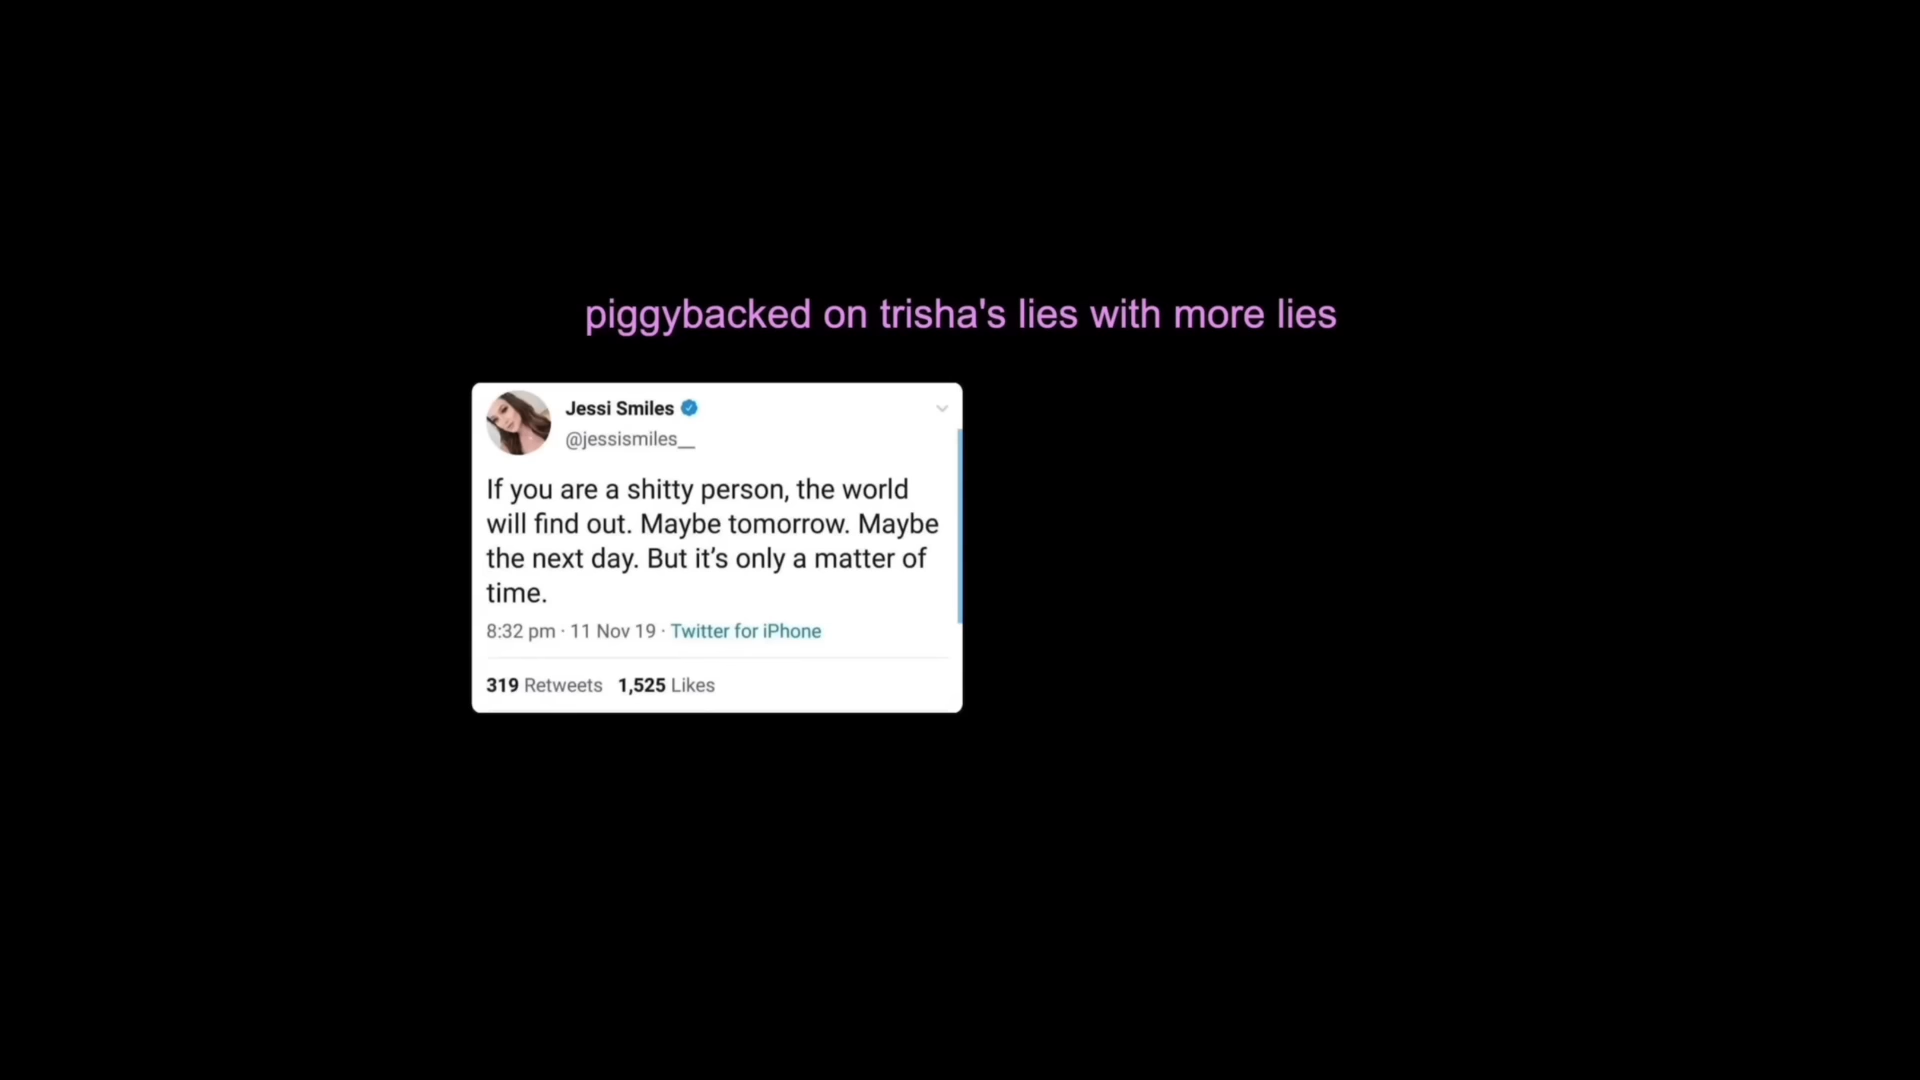 piggybacked on trisha's lies with more lies
Jessi Smiles
@jessismiles__
If you are a shitty person, the world
will find out. Maybe tomorrow. Maybe
the next day. But it’s only a matter of
time.
8:32 pm · 11 Nov 19 · Twitter for iPhone
319 Retweets 1,525 Likes